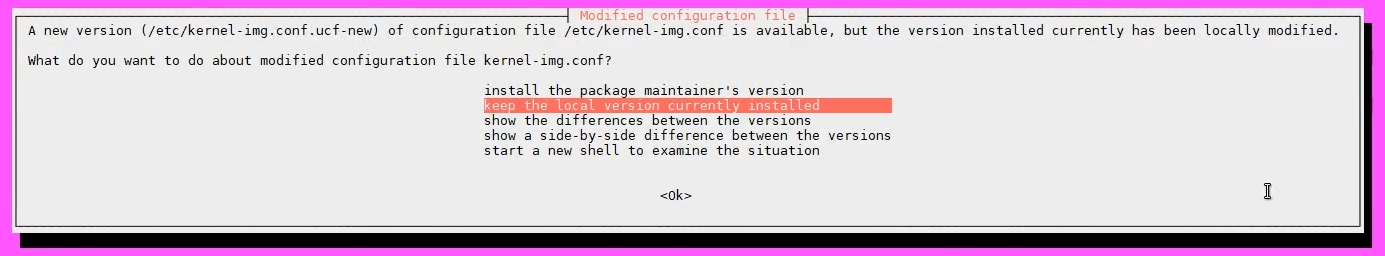 Modified configuration file
A new version (/etc/kernel-img.conf.ucf-new) of configuration file /etc/kernel-img.conf is available, but the version installed currently has been locally modified.
What do you want to do about modified configuration file kernel-img.conf?
install the package maintainer's version
keep the local version currently installed
show the differences between the versions
show a side-by-side difference between the versions
start a new shell to examine the situation
<Ok>